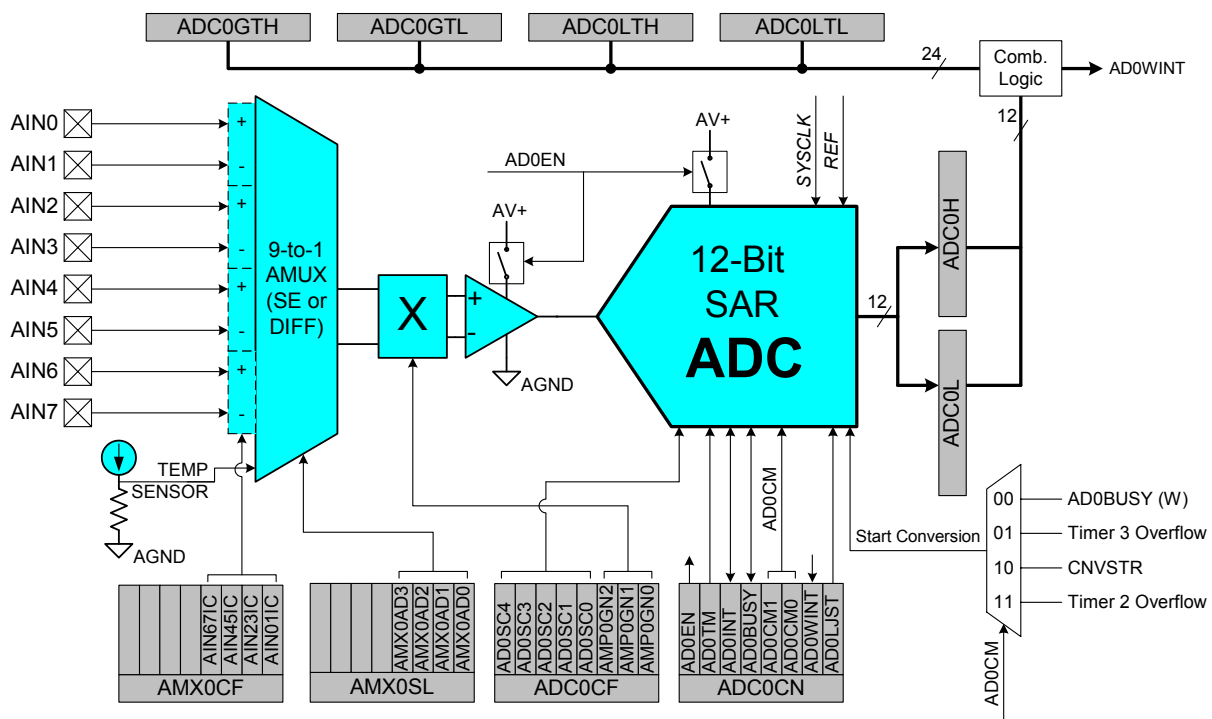 ADC0GTH
ADC0GTL
ADC0LTH
ADC0LTL
24
Comb.
Logic
AD0WINT
12
AIN0
AIN1
AIN2
AIN3
AIN4
AIN5
AIN6
AIN7
+
-
+
-
+
-
+
-
9-to-1
AMUX
(SE or
DIFF)
TEMP
SENSOR
AGND
X
+
-
AV+
AGND
AD0EN
AV+
SYSCLK
REF
12-Bit
SAR
ADC
12
ADC0H
ADC0L
AD0CM
Start Conversion
00
01
10
11
AD0BUSY (W)
Timer 3 Overflow
CNVSTR
Timer 2 Overflow
AD0CM
AIN67IC
AIN45IC
AIN23IC
AIN01IC
AMX0CF
AMX0AD3
AMX0AD2
AMX0AD1
AMX0AD0
AMX0SL
AD0SC4
AD0SC3
AD0SC2
AD0SC1
AD0SC0
AMP0GN2
AMP0GN1
AMP0GN0
ADC0CF
AD0EN
AD0TM
AD0INT
AD0BUSY
AD0CM1
AD0CM0
AD0WINT
AD0LJST
ADC0CN